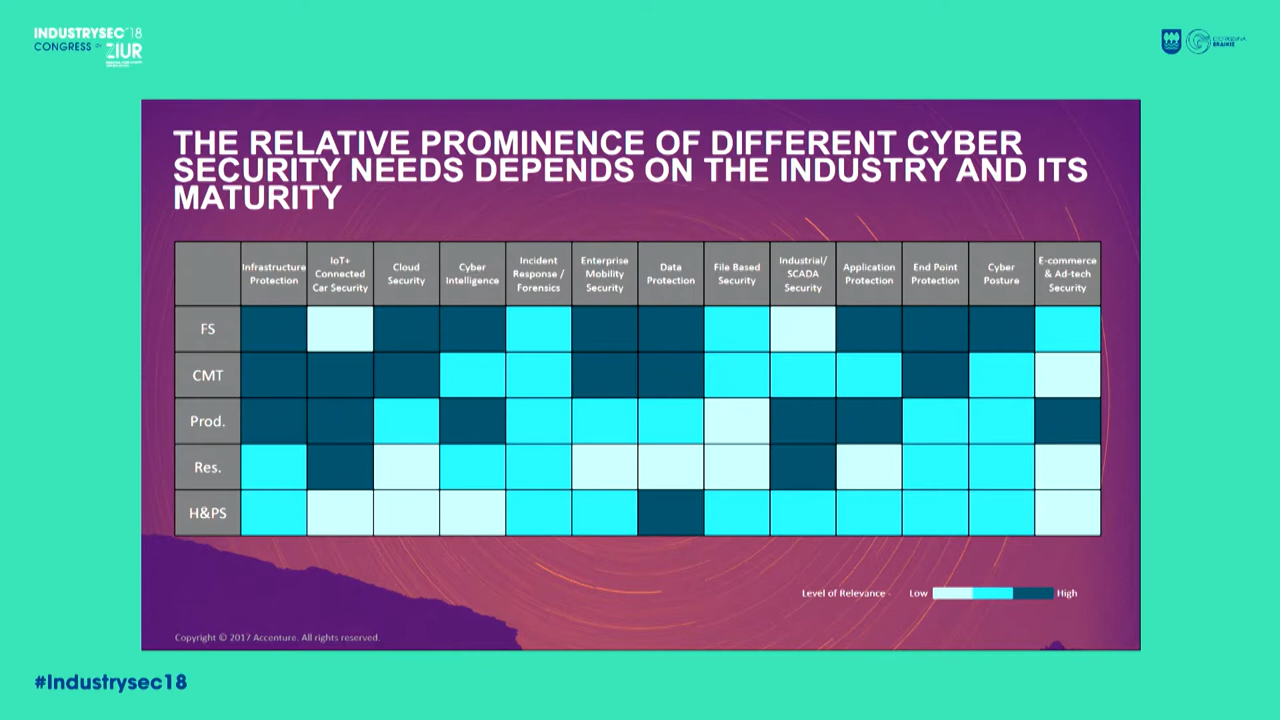 INDUSTRYSEC'18
CONGRESS BY ZIUR
THE RELATIVE PROMINENCE OF DIFFERENT CYBER
SECURITY NEEDS DEPENDS ON THE INDUSTRY AND ITS
MATURITY
Infrastructure
Protection
IoT+
Connected
Car Security
Cloud
Security
Cyber
Intelligence
Incident
Response /
Forensics
Enterprise
Mobility
Security
Data
Protection
File Based
Security
Industrial/
SCADA
Security
Application
Protection
End Point
Protection
Cyber
Posture
E-commerce
& Ad-tech
Security
FS
CMT
Prod.
Res.
H&PS
Level of Relevance - Low High
Copyright © 2017 Accenture. All rights reserved.
#Industrysec18